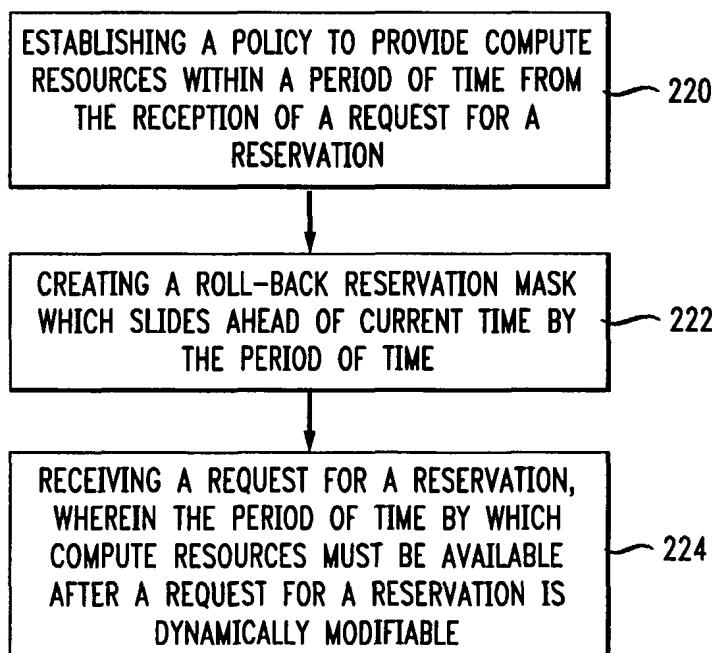 ESTABLISHING A POLICY TO PROVIDE COMPUTE
RESOURCES WITHIN A PERIOD OF TIME FROM
THE RECEPTION OF A REQUEST FOR A
RESERVATION
220
CREATING A ROLL-BACK RESERVATION MASK
WHICH SLIDES AHEAD OF CURRENT TIME BY
THE PERIOD OF TIME
222
RECEIVING A REQUEST FOR A RESERVATION,
WHEREIN THE PERIOD OF TIME BY WHICH
COMPUTE RESOURCES MUST BE AVAILABLE
AFTER A REQUEST FOR A RESERVATION IS
DYNAMICALLY MODIFIABLE
224